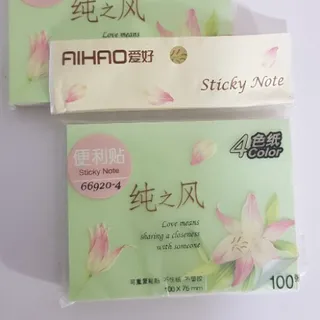 纯之风
Love means
AIHAO 爱好
Sticky Note
便利贴
Sticky Note
66920-4
4色纸
Color
纯之风
Love means
sharing a closeness
with someone
100 X 76 mm
100